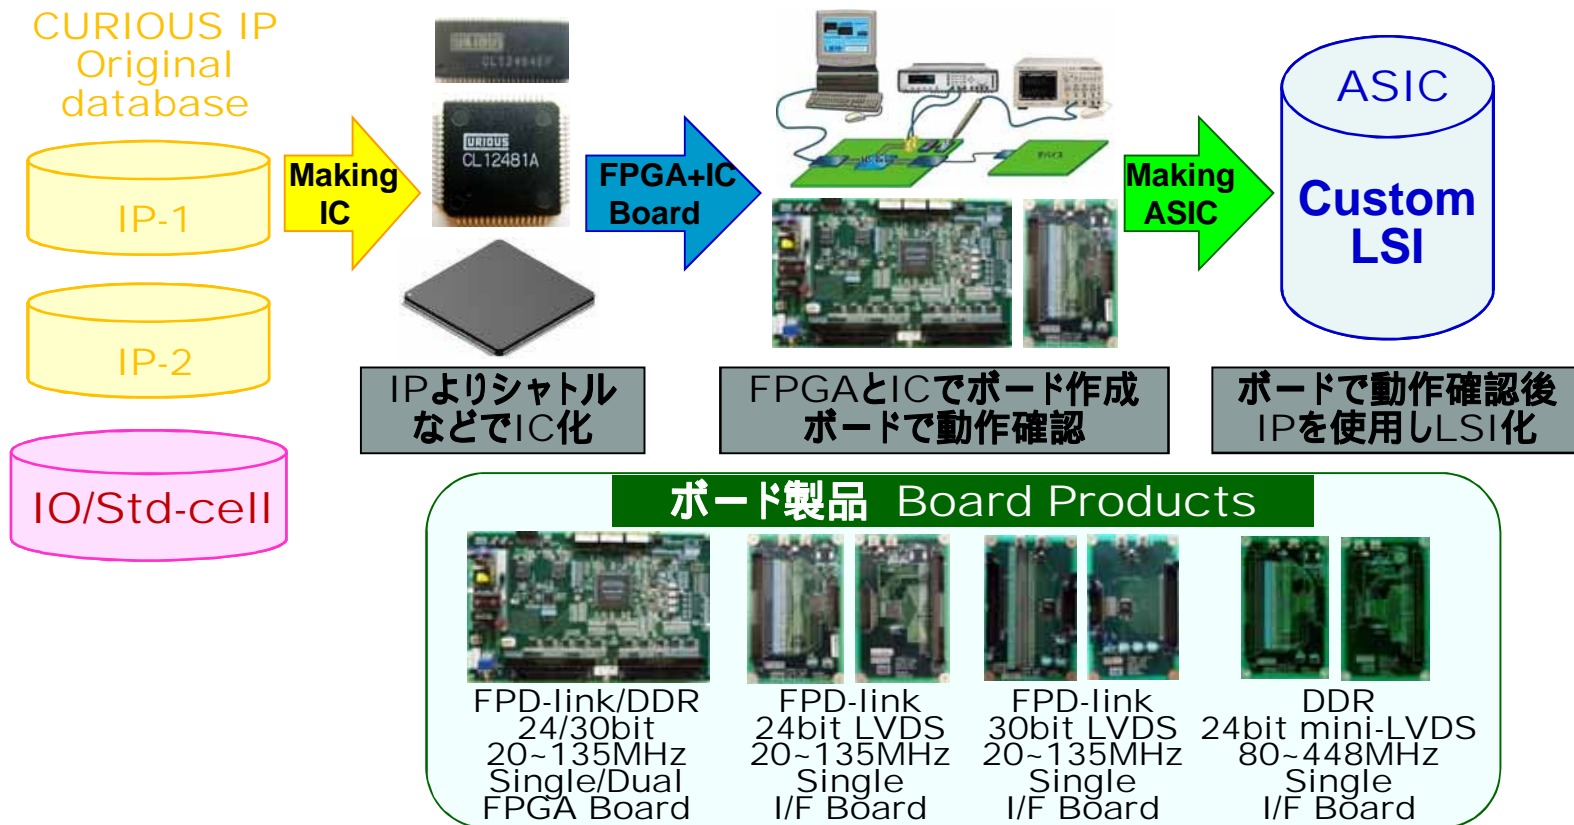 CURIOUS IP
Original
database
IP-1
IP-2
IO/Std-cell
Making
IC
URIOUS
CL12481A
FPGA+IC
Board
Making
ASIC
ASIC
Custom
LSI
IPよりシャトル
などでIC化
FPGAとICでボード作成
ボードで動作確認
ボードで動作確認後
IPを使用しLSI化
ボード製品 Board Products
FPD-link/DDR
24/30bit
20~135MHz
Single/Dual
FPGA Board
FPD-link
24bit LVDS
20~135MHz
Single
I/F Board
FPD-link
30bit LVDS
20~135MHz
Single
I/F Board
DDR
24bit mini-LVDS
80~448MHz
Single
I/F Board